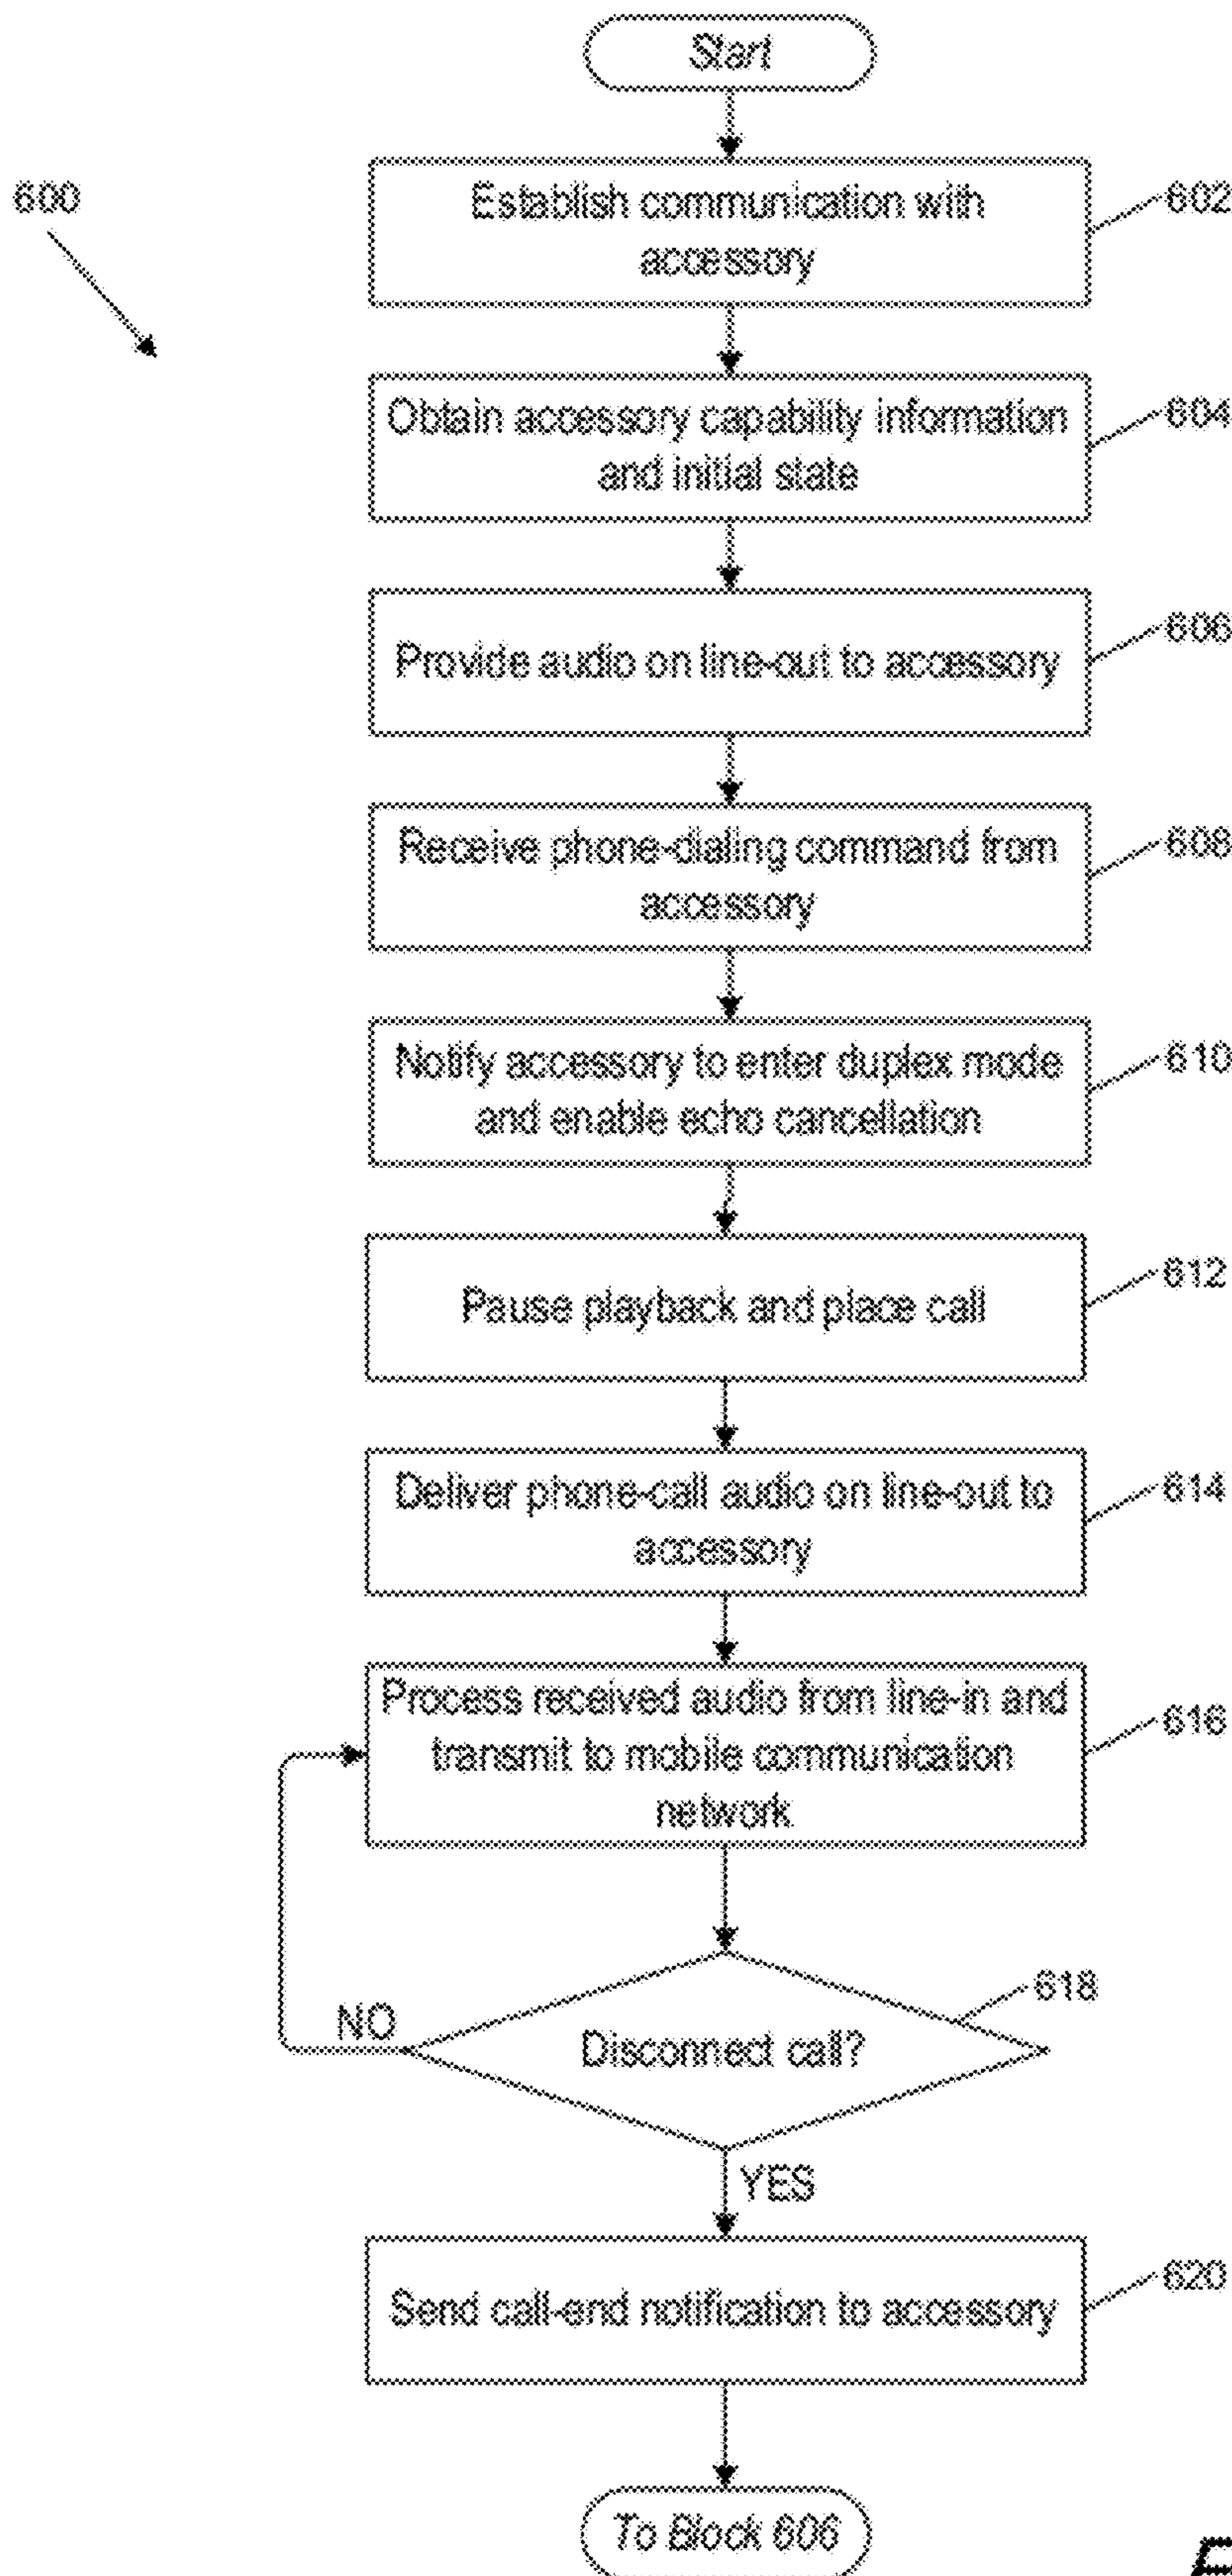 Start
600
Establish communication with
accessory
602
Obtain accessory capability information
and initial state
604
Provide audio on line-out to accessory
606
Receive phone-dialing command from
accessory
608
Notify accessory to enter duplex mode
and enable echo cancellation
610
Pause playback and place call
612
Deliver phone-call audio on line-out to
accessory
614
Process received audio from line-in and
transmit to mobile communication
network
616
618
NO
Disconnect call?
YES
Send call-end notification to accessory
620
To Block 606